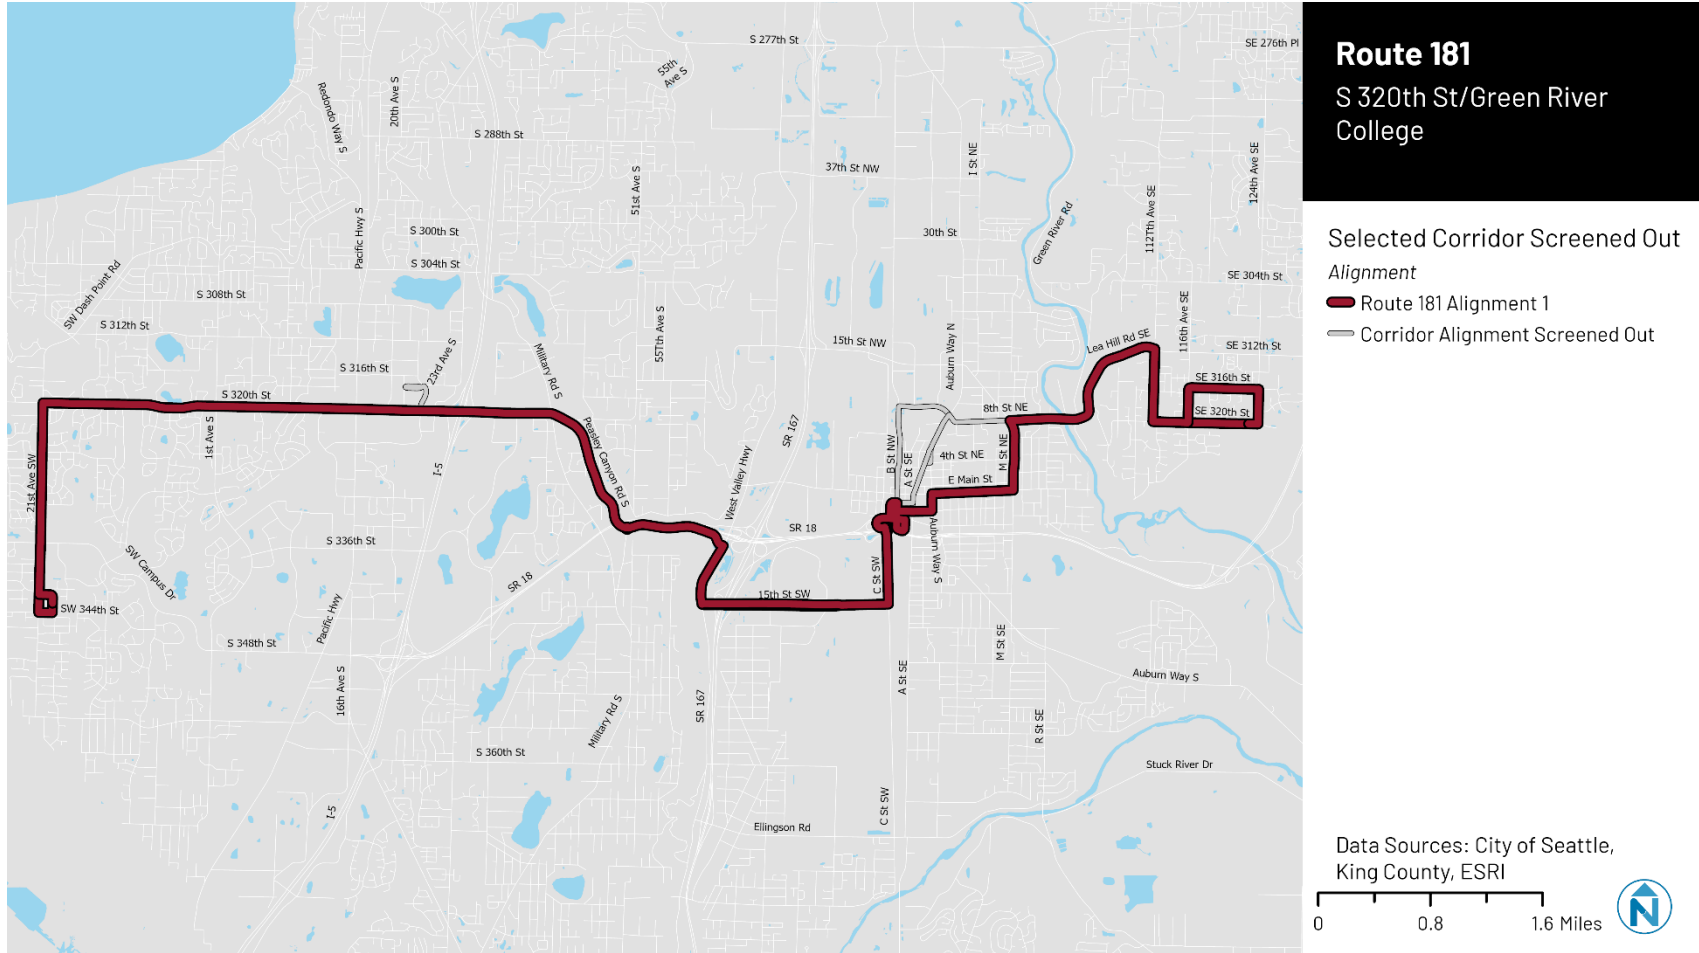 Route 181
S 320th St/Green River
College
Selected Corridor Screened Out
Alignment
Route 181 Alignment 1
Corridor Alignment Screened Out
Data Sources: City of Seattle,
King County, ESRI
0
0.8
1.6 Miles
N
S 277th St
SE 276th Pl
55th
Ave S
Redondo Way S
20th Ave S
S 288th St
37th St NW
I St NE
124th Ave SE
51st Ave S
112Tth Ave SE
Pacific Hwy S
S 300th St
30th St
Green River Rd
S 304th St
SE 304th St
SW Dash Point Rd
S 308th St
116th Ave SE
S 312th St
55Tth Ave S
15th St NW
Auburn Way N
Lea Hill Rd SE
SE 312th St
23rd Ave S
Military Rd S
S 316th St
SE 316th St
S 320th St
8th St NE
SE 320th St
1st Ave S
Peasley Canyon Rd S
SR 167
West Valley Hwy
B St NW
A St SE
4th St NE
M St NE
E Main St
21st Ave SW
I-5
SR 18
S 336th St
Auburn Way S
SW Campus Dr
SR 18
C St SW
15th St SW
SW 344th St
Pacific Hwy
S 348th St
M St SE
16th Ave S
A St SE
Auburn Way S
SR 167
Military Rd S
R St SE
S 360th St
Stuck River Dr
I-5
C St SW
Ellingson Rd